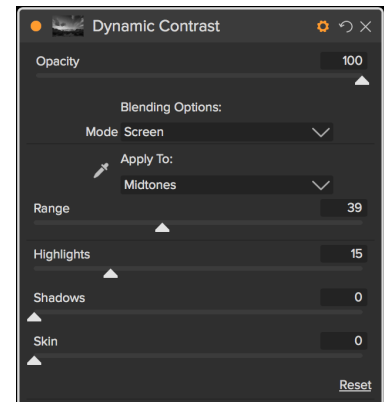 Dynamic Contrast
Opacity 100
Blending Options:
Mode Screen
Apply To:
Midtones
Range 39
Highlights 15
Shadows 0
Skin 0
Reset